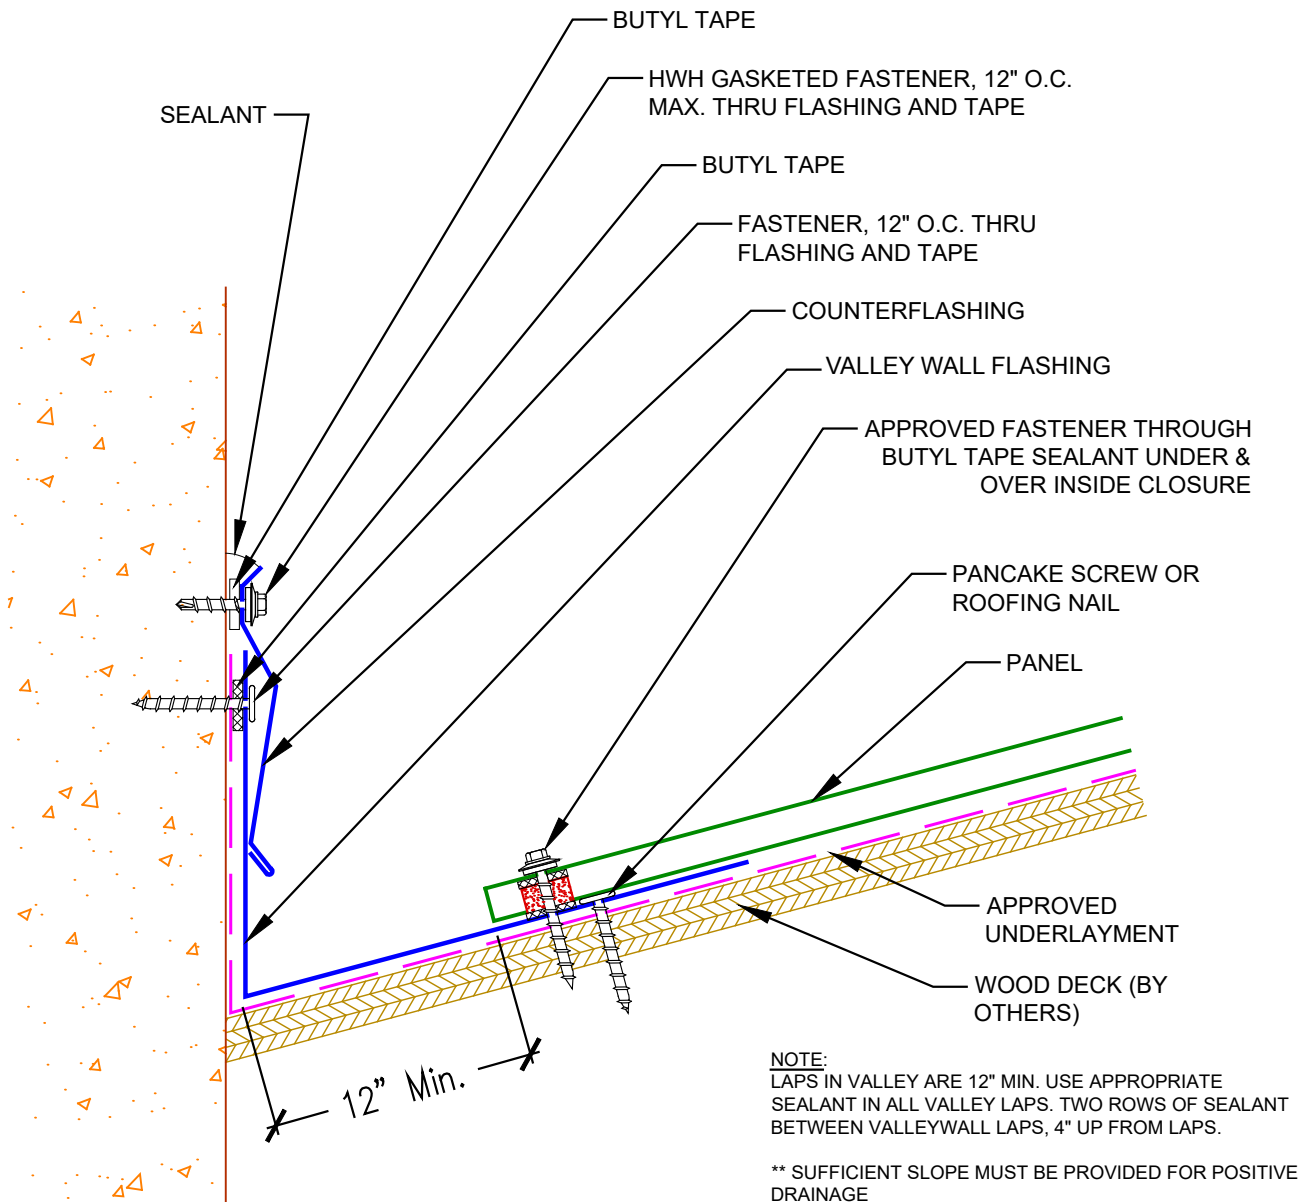 BUTYL TAPE
HWH GASKETED FASTENER, 12" O.C.
MAX. THRU FLASHING AND TAPE
SEALANT
BUTYL TAPE
FASTENER, 12" O.C. THRU
FLASHING AND TAPE
COUNTERFLASHING
VALLEY WALL FLASHING
APPROVED FASTENER THROUGH
BUTYL TAPE SEALANT UNDER &
OVER INSIDE CLOSURE
PANCAKE SCREW OR
ROOFING NAIL
PANEL
APPROVED
UNDERLAYMENT
WOOD DECK (BY
OTHERS)
12" Min.
NOTE:
LAPS IN VALLEY ARE 12" MIN. USE APPROPRIATE
SEALANT IN ALL VALLEY LAPS. TWO ROWS OF SEALANT
BETWEEN VALLEYWALL LAPS, 4" UP FROM LAPS.
** SUFFICIENT SLOPE MUST BE PROVIDED FOR POSITIVE
DRAINAGE